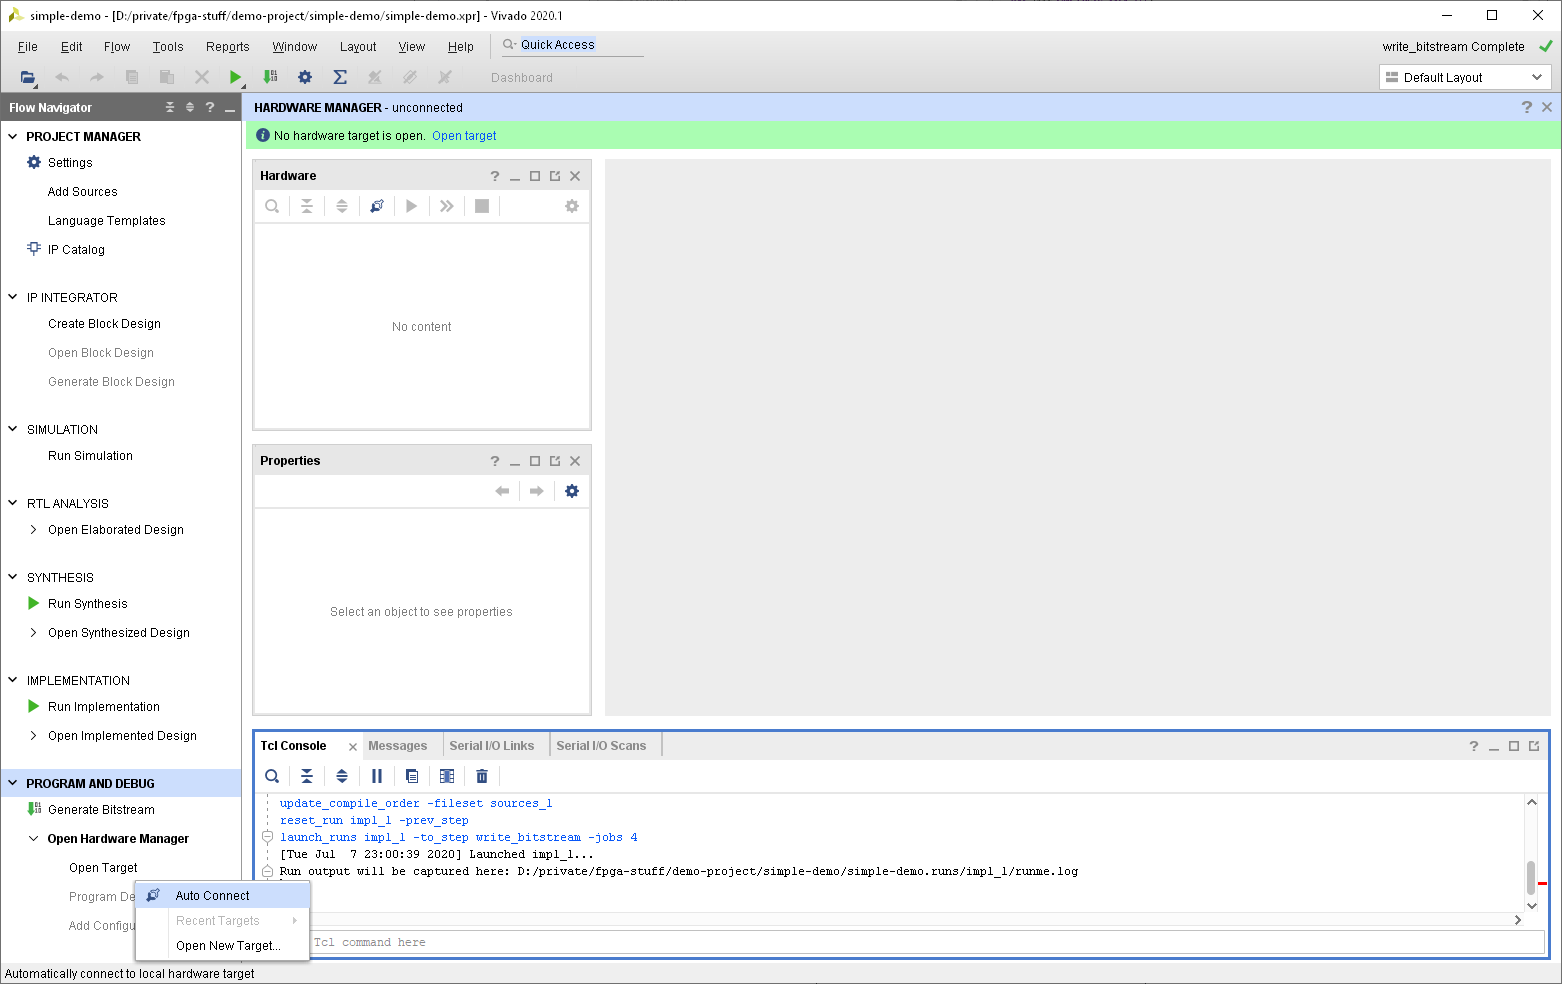 simple-demo - [D:/private/fpga-stuff/demo-project/simple-demo/simple-demo.xpr] - Vivado 2020.1
File Edit Flow Tools Reports Window Layout View Help Quick Access
write_bitstream Complete
Dashboard
Default Layout
Flow Navigator
PROJECT MANAGER
Settings
Add Sources
Language Templates
IP Catalog
IP INTEGRATOR
Create Block Design
Open Block Design
Generate Block Design
SIMULATION
Run Simulation
RTL ANALYSIS
Open Elaborated Design
SYNTHESIS
Run Synthesis
Open Synthesized Design
IMPLEMENTATION
Run Implementation
Open Implemented Design
PROGRAM AND DEBUG
Generate Bitstream
Open Hardware Manager
Open Target
Program De
Add Configu
Auto Connect
Recent Targets
Open New Target...
HARDWARE MANAGER - unconnected
No hardware target is open. Open target
Hardware
No content
Properties
Select an object to see properties
Tcl Console Messages Serial I/O Links Serial I/O Scans
update_compile_order -fileset sources_1
reset_run impl_1 -prev_step
launch_runs impl_1 -to_step write_bitstream -jobs 4
[Tue Jul  7 23:00:39 2020] Launched impl_1...
Run output will be captured here: D:/private/fpga-stuff/demo-project/simple-demo/simple-demo.runs/impl_1/runme.log
Tcl command here
Automatically connect to local hardware target